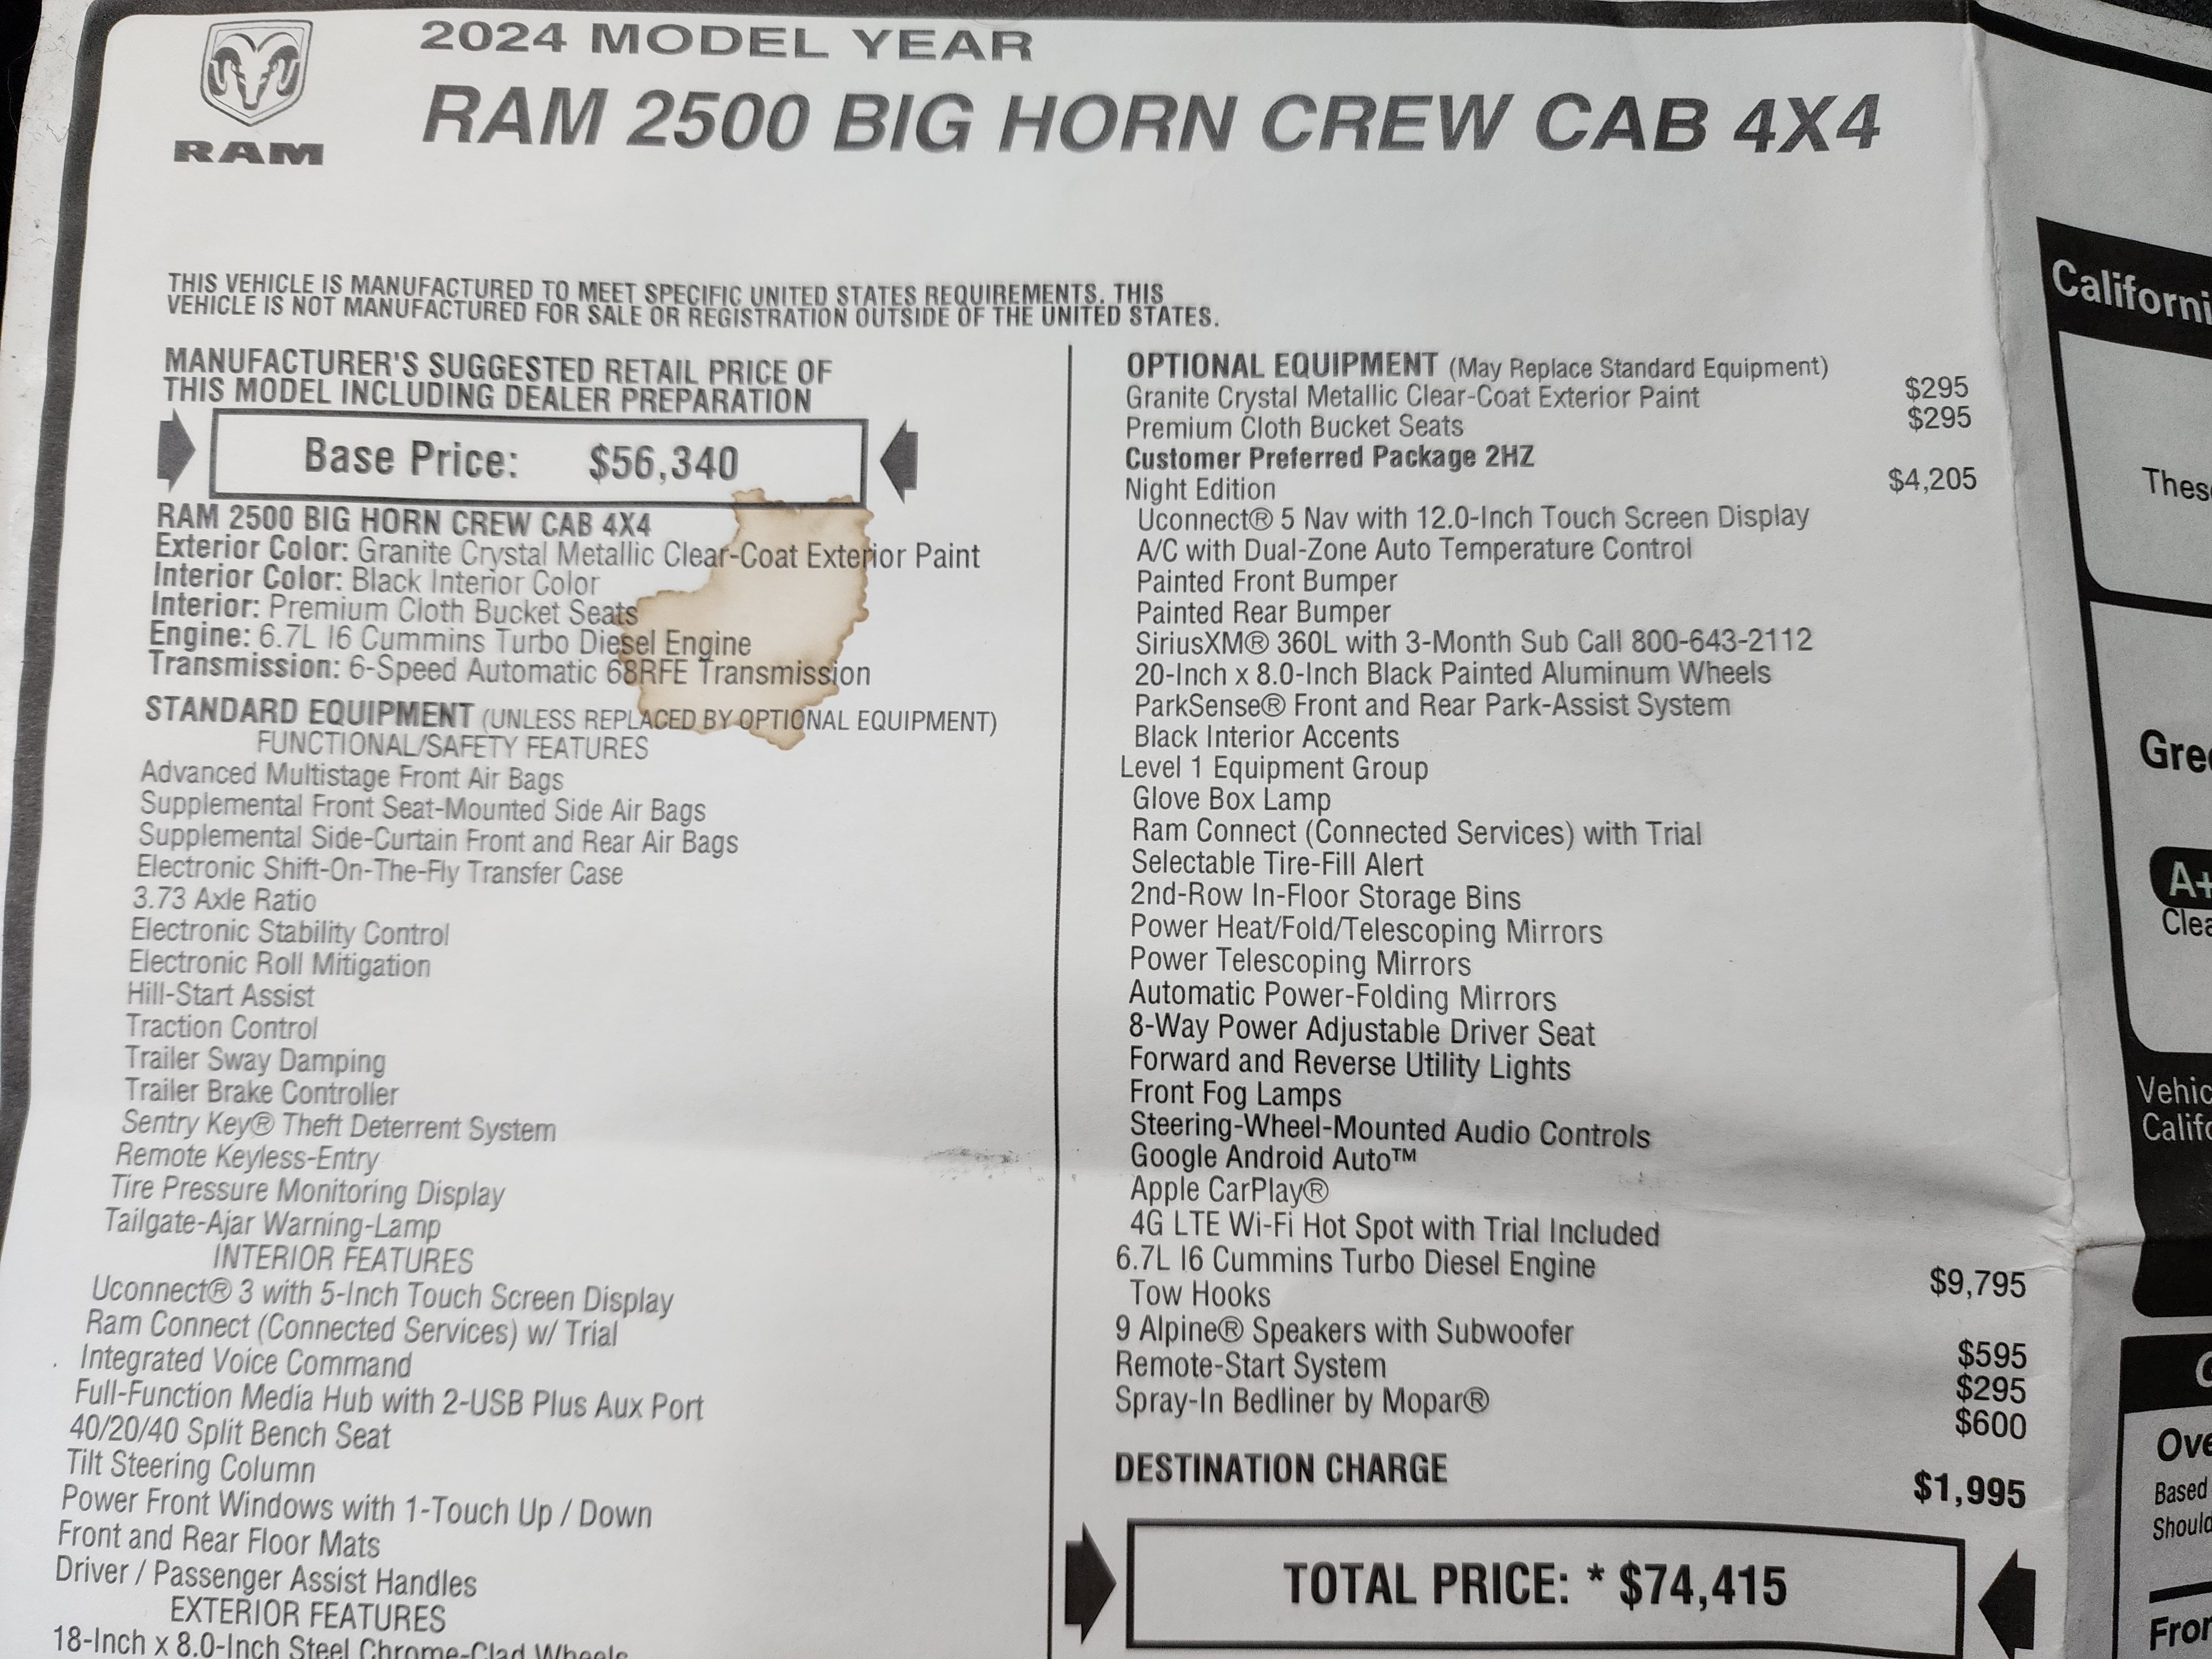 2024 MODEL YEAR
RAM 2500 BIG HORN CREW CAB 4X4
RAM
THIS VEHICLE IS MANUFACTURED TO MEET SPECIFIC UNITED STATES REQUIREMENTS. THIS
VEHICLE IS NOT MANUFACTURED FOR SALE OR REGISTRATION OUTSIDE OF THE UNITED STATES.
MANUFACTURER'S SUGGESTED RETAIL PRICE OF
THIS MODEL INCLUDING DEALER PREPARATION
Base Price: $56,340
RAM 2500 BIG HORN CREW CAB 4X4
Exterior Color: Granite Crystal Metallic Clear-Coat Exterior Paint
Interior Color: Black Interior Color
Interior: Premium Cloth Bucket Seats
Engine: 6.7L I6 Cummins Turbo Diesel Engine
Transmission: 6-Speed Automatic 68RFE Transmission
STANDARD EQUIPMENT (UNLESS REPLACED BY OPTIONAL EQUIPMENT)
FUNCTIONAL/SAFETY FEATURES
Advanced Multistage Front Air Bags
Supplemental Front Seat-Mounted Side Air Bags
Supplemental Side-Curtain Front and Rear Air Bags
Electronic Shift-On-The-Fly Transfer Case
3.73 Axle Ratio
Electronic Stability Control
Electronic Roll Mitigation
Hill-Start Assist
Traction Control
Trailer Sway Damping
Trailer Brake Controller
Sentry Key® Theft Deterrent System
Remote Keyless-Entry
Tire Pressure Monitoring Display
Tailgate-Ajar Warning-Lamp
INTERIOR FEATURES
Uconnect® 3 with 5-Inch Touch Screen Display
Ram Connect (Connected Services) w/ Trial
Integrated Voice Command
Full-Function Media Hub with 2-USB Plus Aux Port
40/20/40 Split Bench Seat
Tilt Steering Column
Power Front Windows with 1-Touch Up / Down
Front and Rear Floor Mats
Driver / Passenger Assist Handles
EXTERIOR FEATURES
18-Inch x 8.0-Inch Steel Chrome-Clad Wheels
OPTIONAL EQUIPMENT (May Replace Standard Equipment)
Granite Crystal Metallic Clear-Coat Exterior Paint $295
Premium Cloth Bucket Seats $295
Customer Preferred Package 2HZ
Night Edition $4,205
Uconnect® 5 Nav with 12.0-Inch Touch Screen Display
A/C with Dual-Zone Auto Temperature Control
Painted Front Bumper
Painted Rear Bumper
SiriusXM® 360L with 3-Month Sub Call 800-643-2112
20-Inch x 8.0-Inch Black Painted Aluminum Wheels
ParkSense® Front and Rear Park-Assist System
Black Interior Accents
Level 1 Equipment Group
Glove Box Lamp
Ram Connect (Connected Services) with Trial
Selectable Tire-Fill Alert
2nd-Row In-Floor Storage Bins
Power Heat/Fold/Telescoping Mirrors
Power Telescoping Mirrors
Automatic Power-Folding Mirrors
8-Way Power Adjustable Driver Seat
Forward and Reverse Utility Lights
Front Fog Lamps
Steering-Wheel-Mounted Audio Controls
Google Android Auto™
Apple CarPlay®
4G LTE Wi-Fi Hot Spot with Trial Included
6.7L I6 Cummins Turbo Diesel Engine $9,795
Tow Hooks
9 Alpine® Speakers with Subwoofer $595
Remote-Start System $295
Spray-In Bedliner by Mopar® $600
DESTINATION CHARGE $1,995
TOTAL PRICE: * $74,415
Californi
Thes
Gre
A+
Clea
Vehic
Califo
Ove
Based
Should
Fror